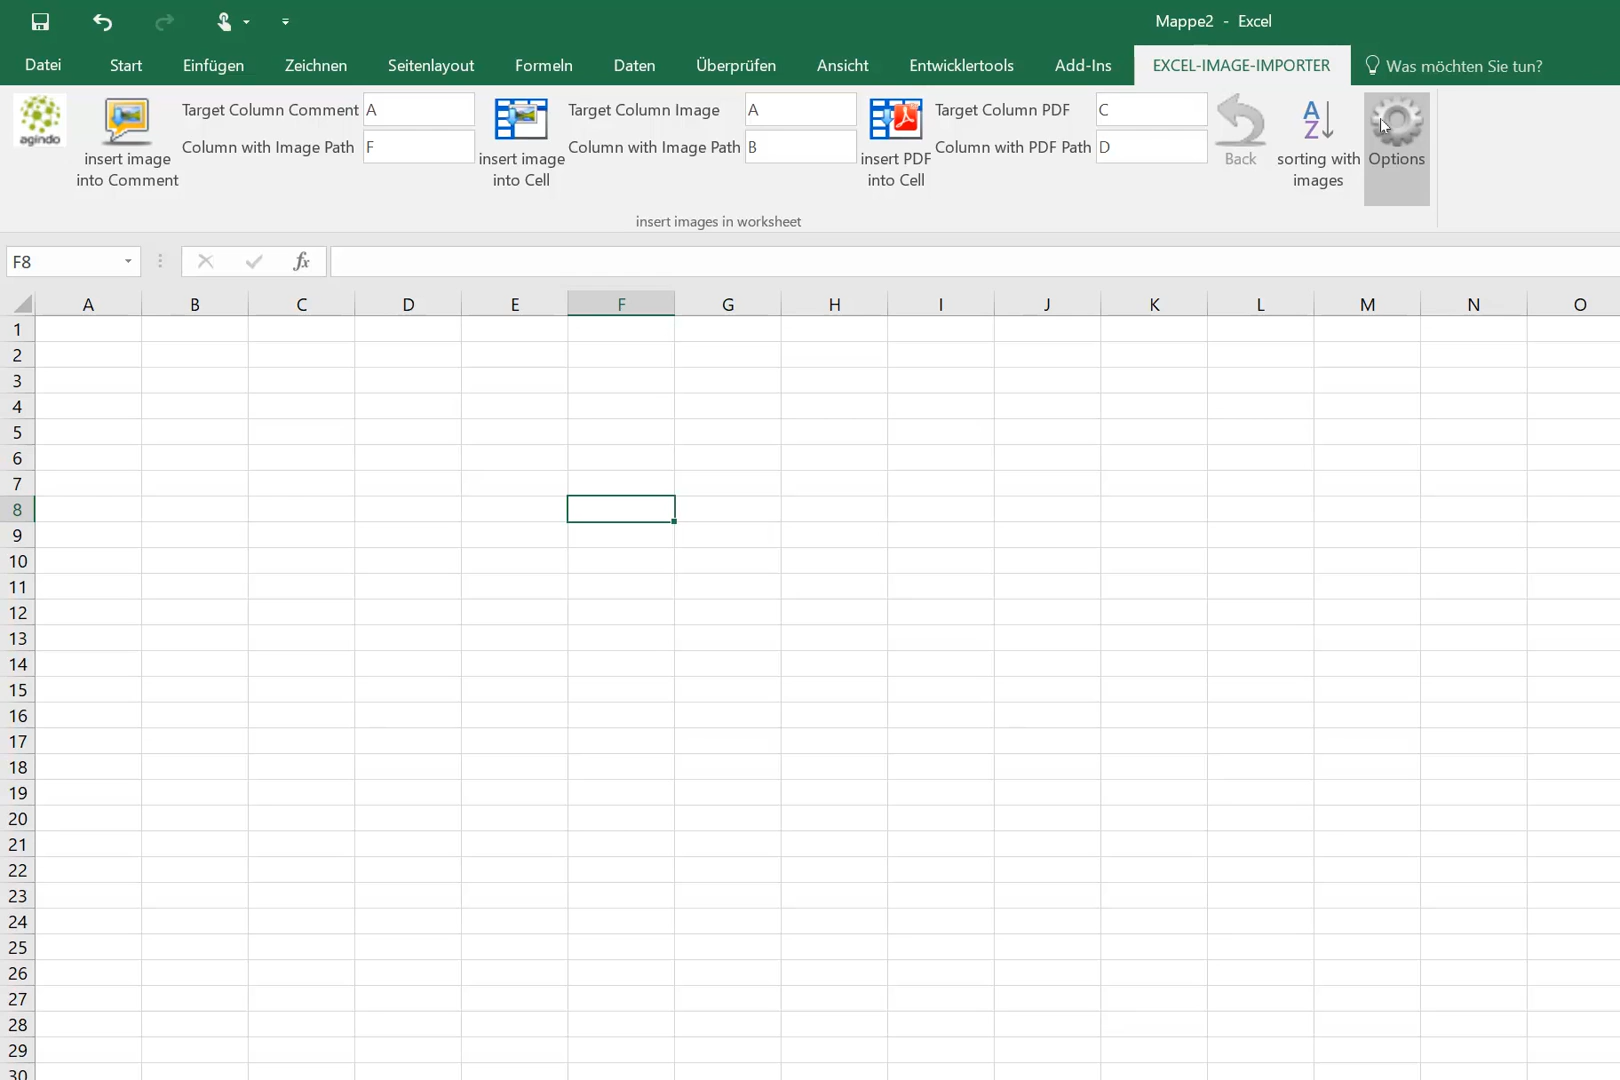 Mappe2 - Excel
Datei Start Einfügen Zeichnen Seitenlayout Formeln Daten Überprüfen Ansicht Entwicklertools Add-Ins EXCEL-IMAGE-IMPORTER Was möchten Sie tun?
agindo
insert image
into Comment
Target Column Comment A
Column with Image Path F
insert image
into Cell
Target Column Image A
Column with Image Path B
insert PDF
into Cell
Target Column PDF C
Column with PDF Path D
Back
sorting with
images
Options
insert images in worksheet
F8 fx
A B C D E F G H I J K L M N O
1
2
3
4
5
6
7
8
9
10
11
12
13
14
15
16
17
18
19
20
21
22
23
24
25
26
27
28
29
30